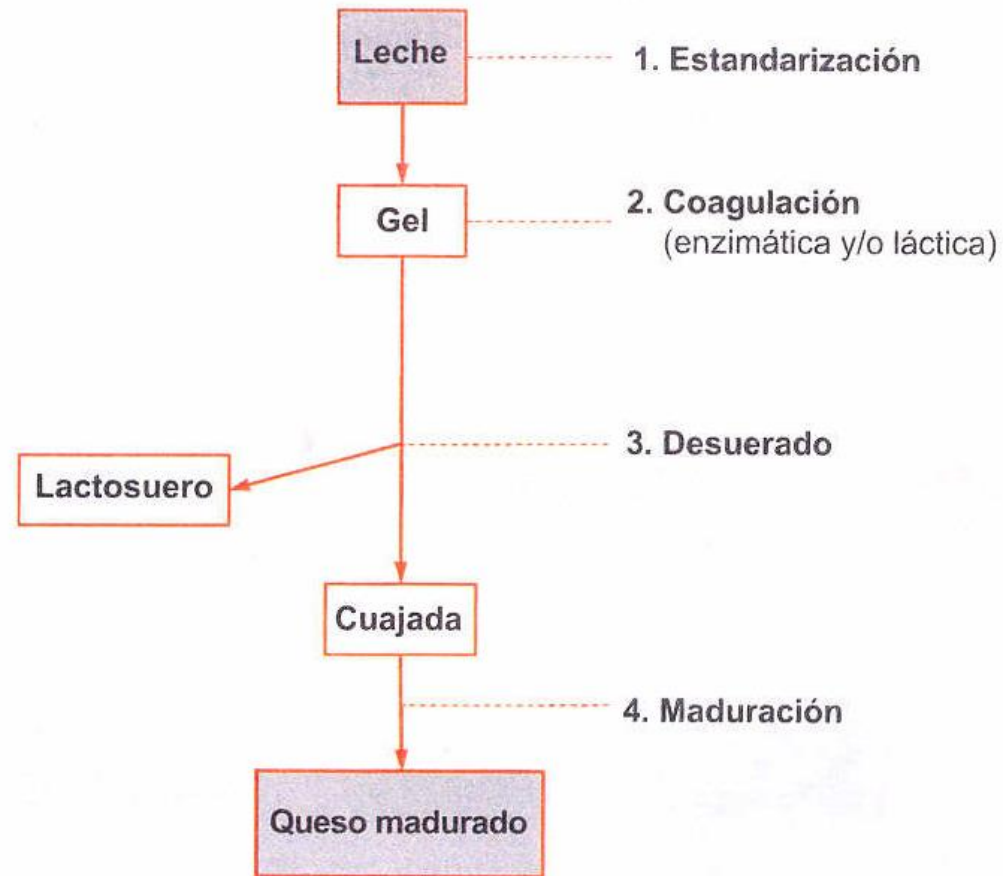 Leche
1. Estandarización
Gel
2. Coagulación
(enzimática y/o láctica)
3. Desuerado
Lactosuero
Cuajada
4. Maduración
Queso madurado